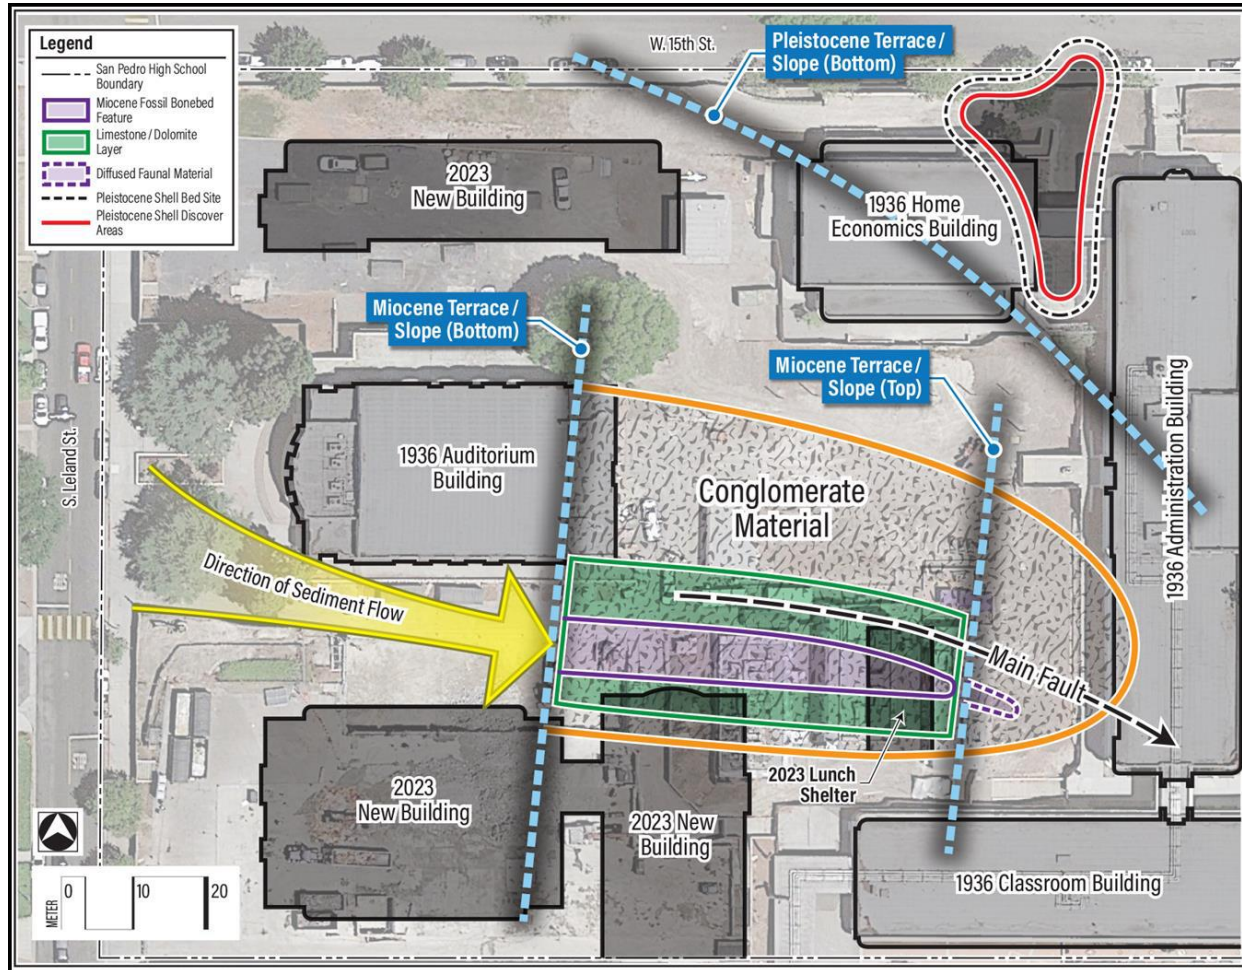 Legend
San Pedro High School
Boundary
Miocene Fossil Bonebed
Feature
Limestone / Dolomite
Layer
Diffused Faunal Material
Pleistocene Shell Bed Site
Pleistocene Shell Discover
Areas
W. 15th St.
Pleistocene Terrace /
Slope (Bottom)
2023
New Building
1936 Home
Economics Building
Miocene Terrace /
Slope (Bottom)
Miocene Terrace /
Slope (Top)
S. Leland St.
1936 Auditorium
Building
Conglomerate
Material
1936 Administration Building
Direction of Sediment Flow
Main Fault
2023 Lunch
Shelter
2023
New Building
2023 New
Building
1936 Classroom Building
METER
0 10 20